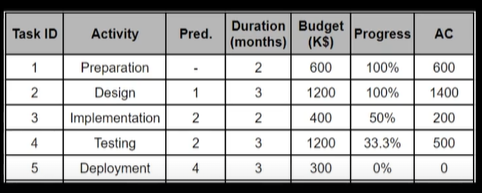 Task ID Activity Pred. Duration (months) Budget (K$) Progress AC
1 Preparation - 2 600 100% 600
2 Design 1 3 1200 100% 1400
3 Implementation 2 2 400 50% 200
4 Testing 2 3 1200 33.3% 500
5 Deployment 4 3 300 0% 0